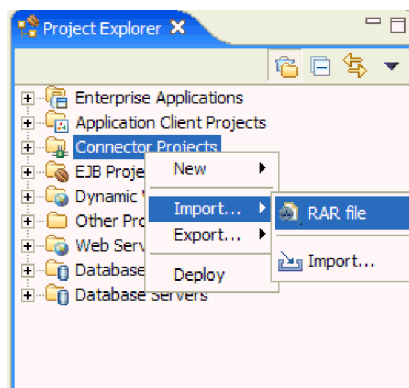 Project Explorer
Enterprise Applications
Application Client Projects
Connector Projects
EJB Proje
Dynamic
Other Pro
Web Serv
Database
Database Servers
New
Import...
Export...
Deploy
RAR file
Import...